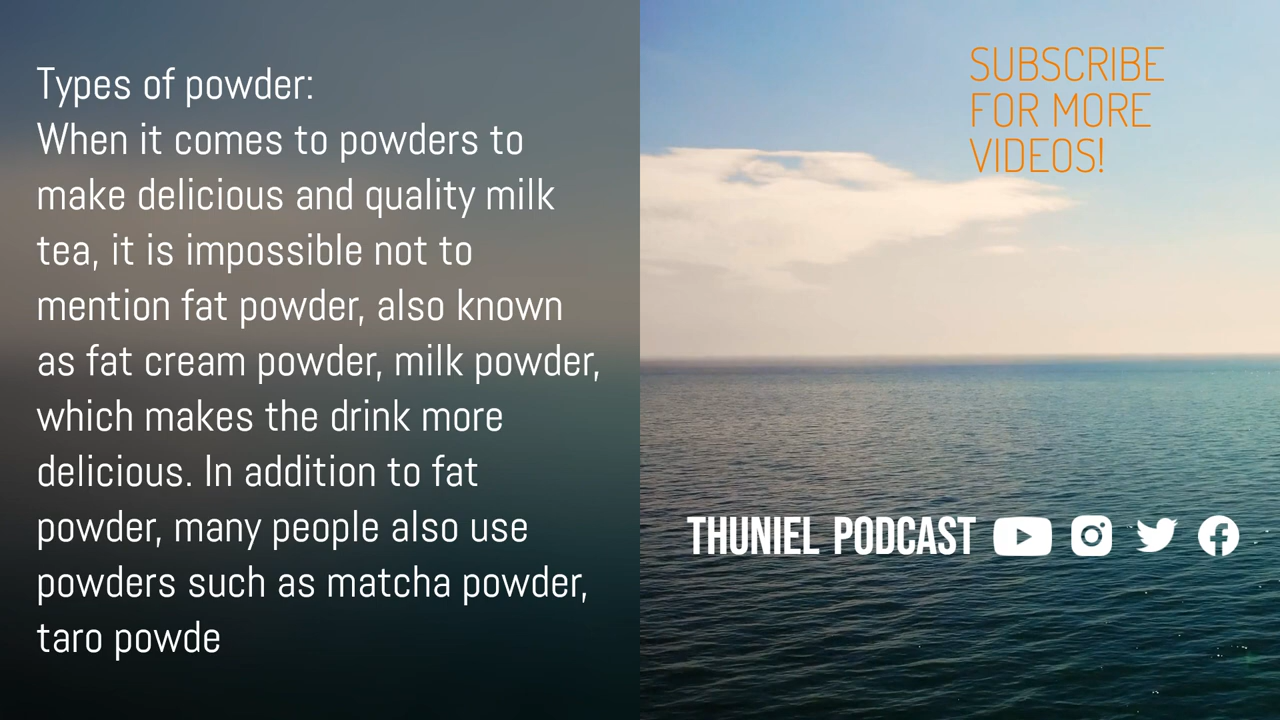 Types of powder:
When it comes to powders to
make delicious and quality milk
tea, it is impossible not to
mention fat powder, also known
as fat cream powder, milk powder,
which makes the drink more
delicious. In addition to fat
powder, many people also use
powders such as matcha powder,
taro powde
SUBSCRIBE
FOR MORE
VIDEOS!
THUNIEL PODCAST